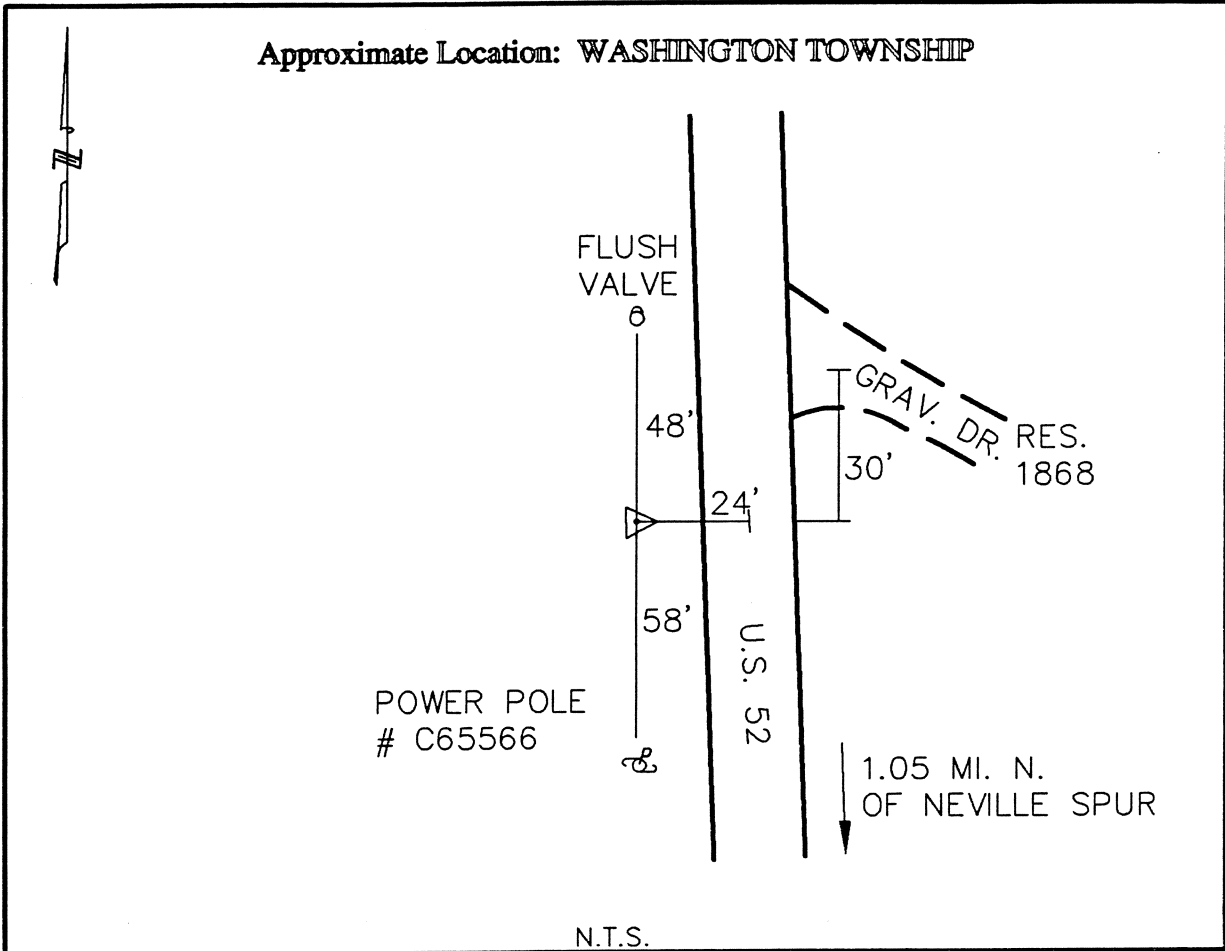 Approximate Location: WASHINGTON TOWNSHIP
N
FLUSH
VALVE
48'
GRAV. DR.
RES.
1868
30'
24'
58'
U.S. 52
POWER POLE
# C65566
1.05 MI. N.
OF NEVILLE SPUR
N.T.S.